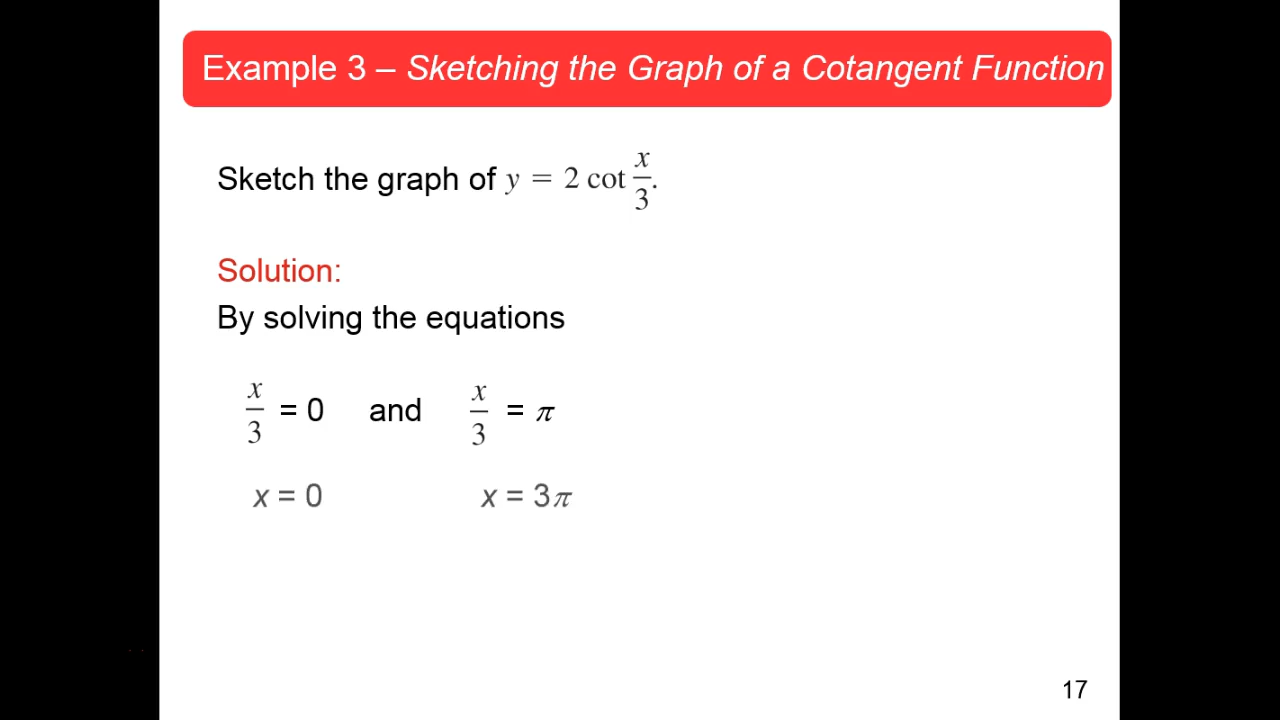 Example 3 – Sketching the Graph of a Cotangent Function
Sketch the graph of y = 2 cot x/3.
Solution:
By solving the equations
x/3 = 0 and x/3 = π
x = 0 x = 3π
17